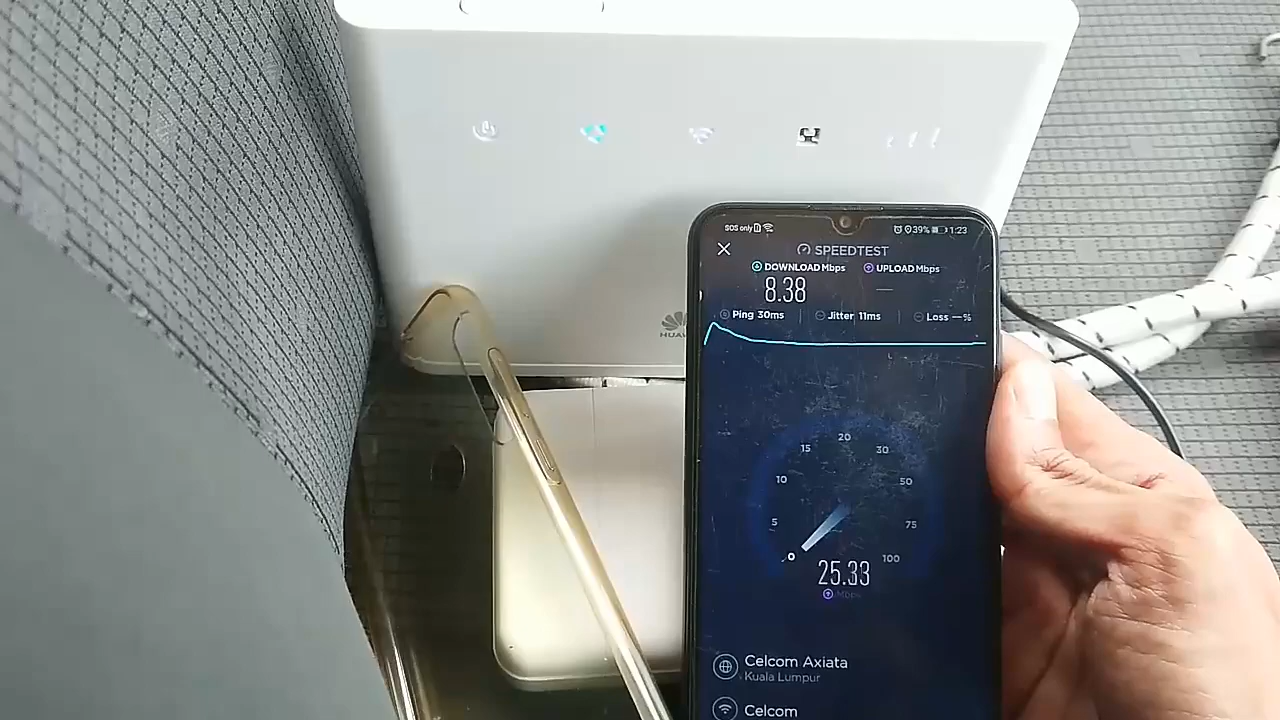 SOS only 39% 1:23
SPEEDTEST
DOWNLOAD Mbps UPLOAD Mbps
8.38 —
Ping 30ms Jitter 11ms Loss —%
20
15 30
10 50
5 75
0 100
25.33
Mbps
Celcom Axiata
Kuala Lumpur
Celcom